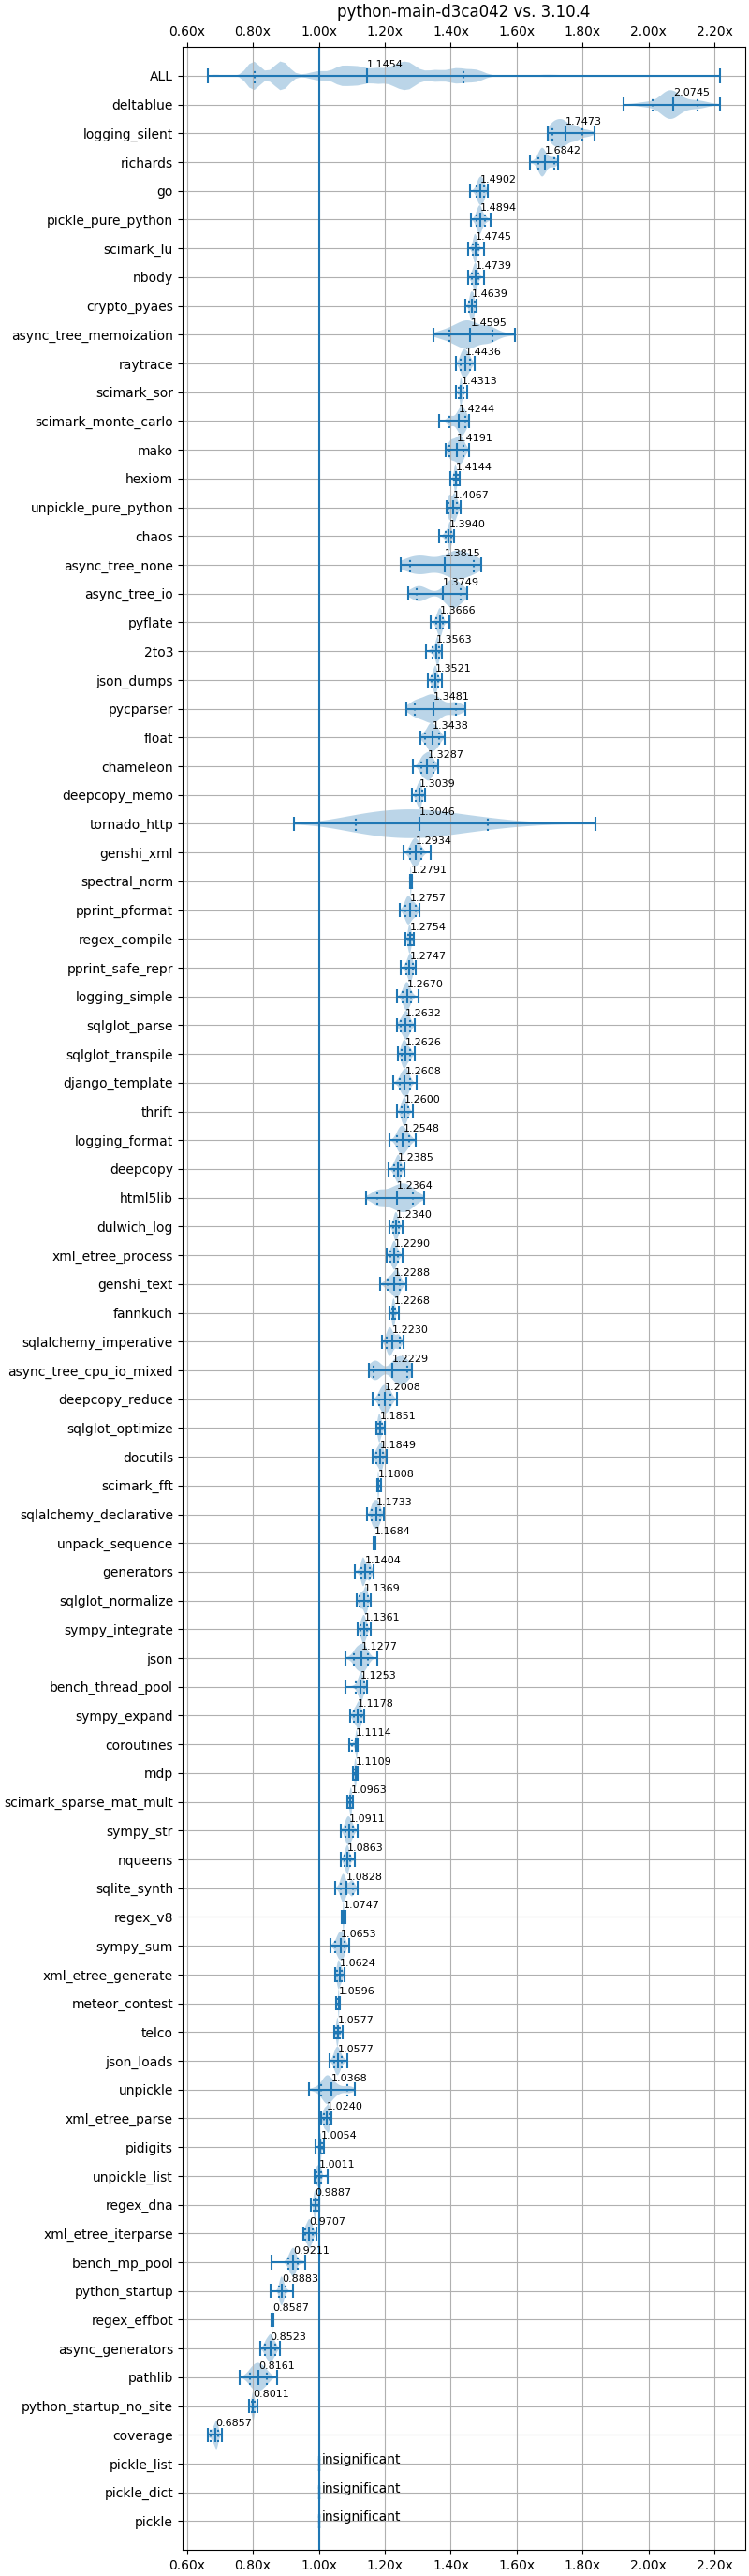 python-main-d3ca042 vs. 3.10.4
0.60x 0.80x 1.00x 1.20x 1.40x 1.60x 1.80x 2.00x 2.20x
ALL 1.1454
deltablue 2.0745
logging_silent 1.7473
richards 1.6842
go 1.4902
pickle_pure_python 1.4894
scimark_lu 1.4745
nbody 1.4739
crypto_pyaes 1.4639
async_tree_memoization 1.4595
raytrace 1.4436
scimark_sor 1.4313
scimark_monte_carlo 1.4244
mako 1.4191
hexiom 1.4144
unpickle_pure_python 1.4067
chaos 1.3940
async_tree_none 1.3815
async_tree_io 1.3749
pyflate 1.3666
2to3 1.3563
json_dumps 1.3521
pycparser 1.3481
float 1.3438
chameleon 1.3287
deepcopy_memo 1.3039
tornado_http 1.3046
genshi_xml 1.2934
spectral_norm 1.2791
pprint_pformat 1.2757
regex_compile 1.2754
pprint_safe_repr 1.2747
logging_simple 1.2670
sqlglot_parse 1.2632
sqlglot_transpile 1.2626
django_template 1.2608
thrift 1.2600
logging_format 1.2548
deepcopy 1.2385
html5lib 1.2364
dulwich_log 1.2340
xml_etree_process 1.2290
genshi_text 1.2288
fannkuch 1.2268
sqlalchemy_imperative 1.2230
async_tree_cpu_io_mixed 1.2229
deepcopy_reduce 1.2008
sqlglot_optimize 1.1851
docutils 1.1849
scimark_fft 1.1808
sqlalchemy_declarative 1.1733
unpack_sequence 1.1684
generators 1.1404
sqlglot_normalize 1.1369
sympy_integrate 1.1361
json 1.1277
bench_thread_pool 1.1253
sympy_expand 1.1178
coroutines 1.1114
mdp 1.1109
scimark_sparse_mat_mult 1.0963
sympy_str 1.0911
nqueens 1.0863
sqlite_synth 1.0828
regex_v8 1.0747
sympy_sum 1.0653
xml_etree_generate 1.0624
meteor_contest 1.0596
telco 1.0577
json_loads 1.0577
unpickle 1.0368
xml_etree_parse 1.0240
pidigits 1.0054
unpickle_list 1.0011
regex_dna 0.9887
xml_etree_iterparse 0.9707
bench_mp_pool 0.9211
python_startup 0.8883
regex_effbot 0.8587
async_generators 0.8523
pathlib 0.8161
python_startup_no_site 0.8011
coverage 0.6857
pickle_list insignificant
pickle_dict insignificant
pickle insignificant
0.60x 0.80x 1.00x 1.20x 1.40x 1.60x 1.80x 2.00x 2.20x